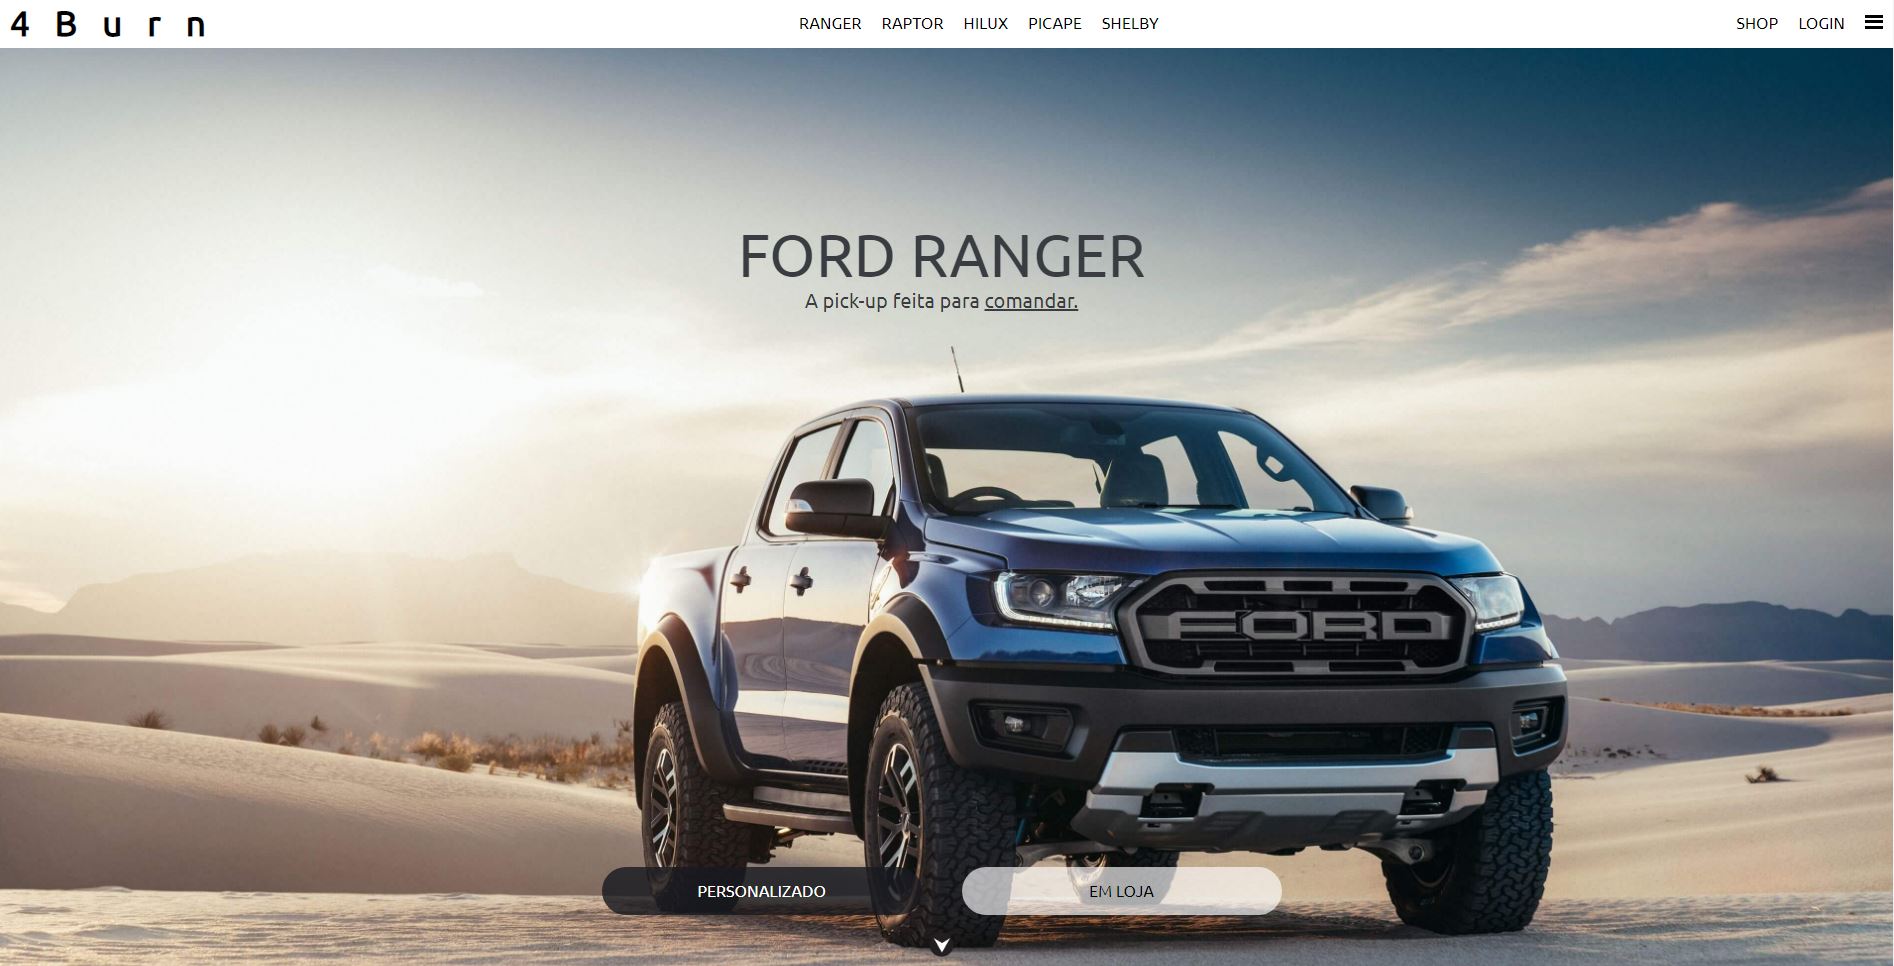 4 Burn
RANGER RAPTOR HILUX PICAPE SHELBY
SHOP LOGIN
FORD RANGER
A pick-up feita para comandar.
FORD
PERSONALIZADO
EM LOJA